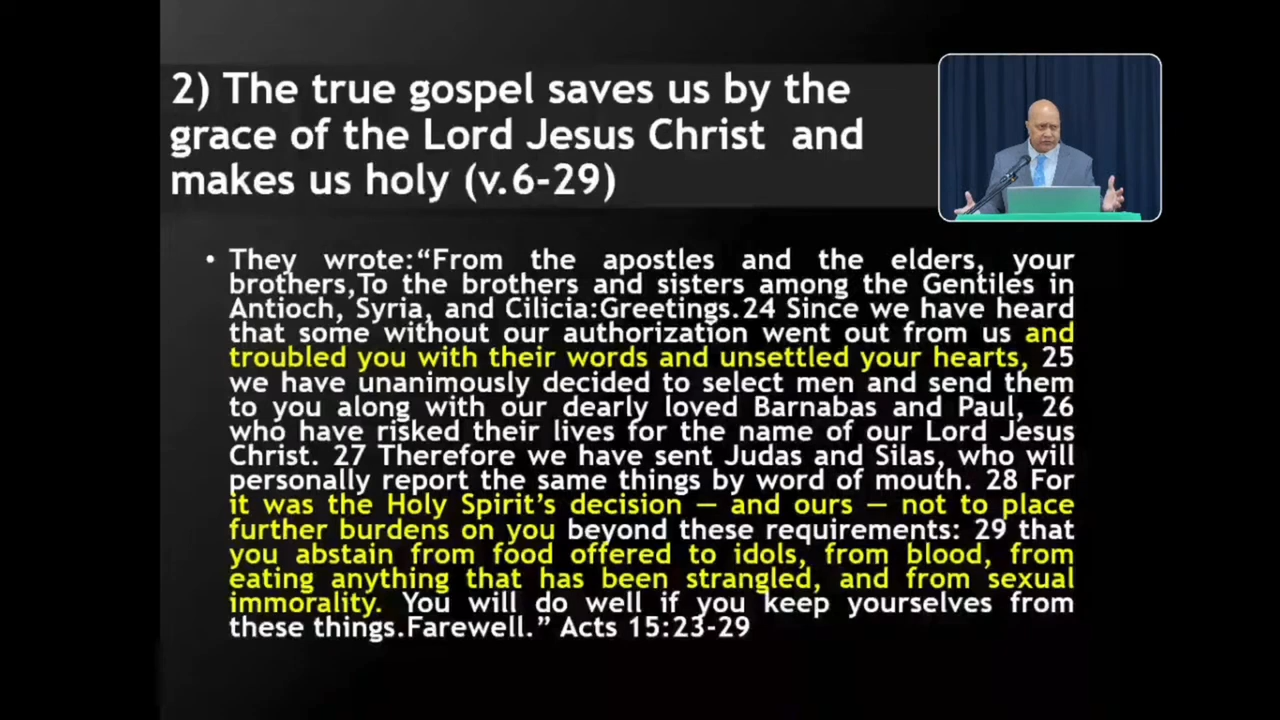 2) The true gospel saves us by the
grace of the Lord Jesus Christ and
makes us holy (v.6-29)
• They wrote:“From the apostles and the elders, your
brothers,To the brothers and sisters among the Gentiles in
Antioch, Syria, and Cilicia:Greetings.24 Since we have heard
that some without our authorization went out from us and
troubled you with their words and unsettled your hearts, 25
we have unanimously decided to select men and send them
to you along with our dearly loved Barnabas and Paul, 26
who have risked their lives for the name of our Lord Jesus
Christ. 27 Therefore we have sent Judas and Silas, who will
personally report the same things by word of mouth. 28 For
it was the Holy Spirit’s decision — and ours — not to place
further burdens on you beyond these requirements: 29 that
you abstain from food offered to idols, from blood, from
eating anything that has been strangled, and from sexual
immorality. You will do well if you keep yourselves from
these things.Farewell.” Acts 15:23-29